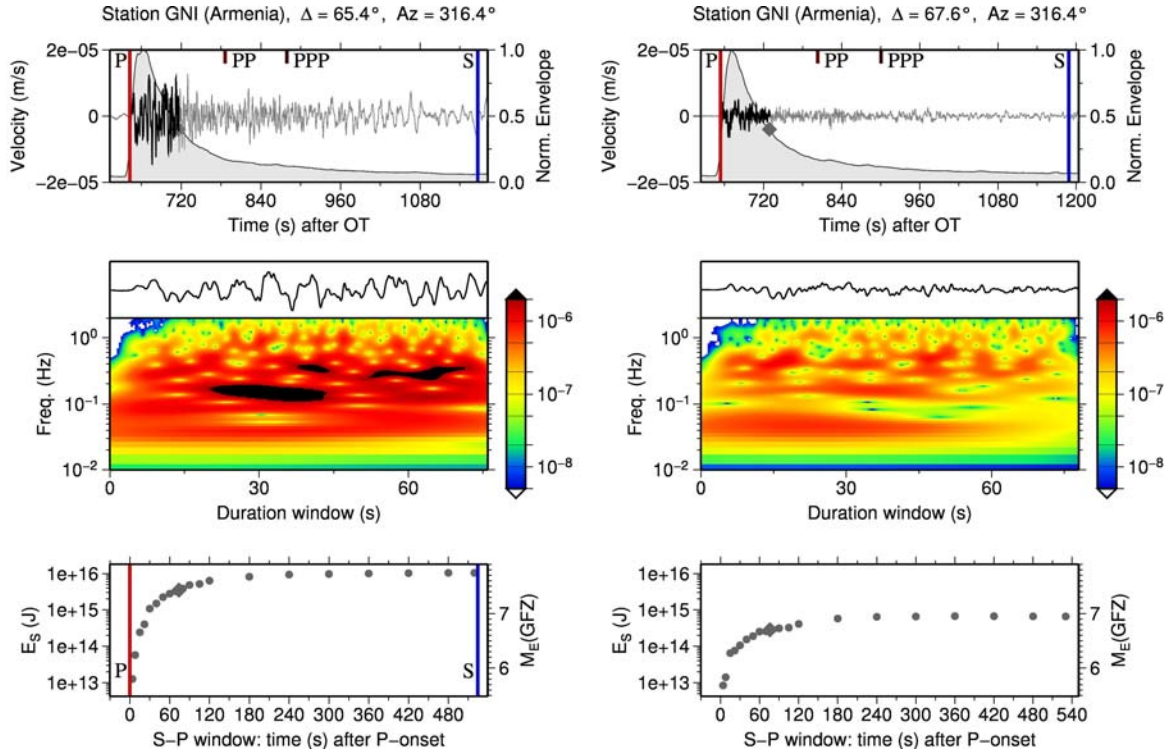 Station GNI (Armenia), Δ = 65.4°, Az = 316.4°
P PP PPP S
2e−05 0 −2e−05
Velocity (m/s)
1.0 0.5 0.0
Norm. Envelope
720 840 960 1080
Time (s) after OT
10⁰ 10⁻¹ 10⁻²
Freq. (Hz)
0 30 60
Duration window (s)
10⁻⁶ 10⁻⁷ 10⁻⁸
1e+16 1e+15 1e+14 1e+13
E_S (J)
P S
7 6
M_E(GFZ)
0 60 120 180 240 300 360 420 480
S−P window: time (s) after P−onset
Station GNI (Armenia), Δ = 67.6°, Az = 316.4°
P PP PPP S
2e−05 0 −2e−05
Velocity (m/s)
1.0 0.5 0.0
Norm. Envelope
720 840 960 1080 1200
Time (s) after OT
10⁰ 10⁻¹ 10⁻²
Freq. (Hz)
0 30 60
Duration window (s)
10⁻⁶ 10⁻⁷ 10⁻⁸
1e+16 1e+15 1e+14 1e+13
E_S (J)
7 6
M_E(GFZ)
0 60 120 180 240 300 360 420 480 540
S−P window: time (s) after P−onset